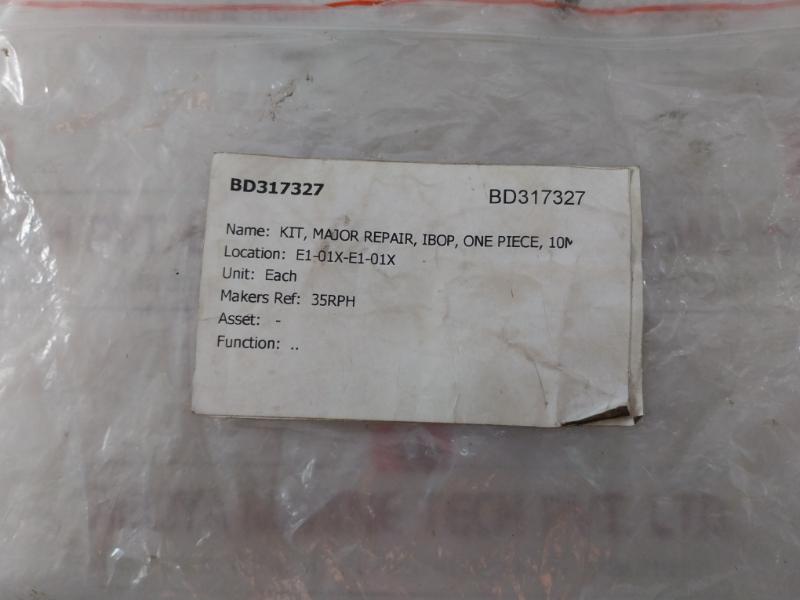 BD317327 BD317327
Name: KIT, MAJOR REPAIR, IBOP, ONE PIECE, 10M
Location: E1-01X-E1-01X
Unit: Each
Makers Ref: 35RPH
Asset: -
Function: ..